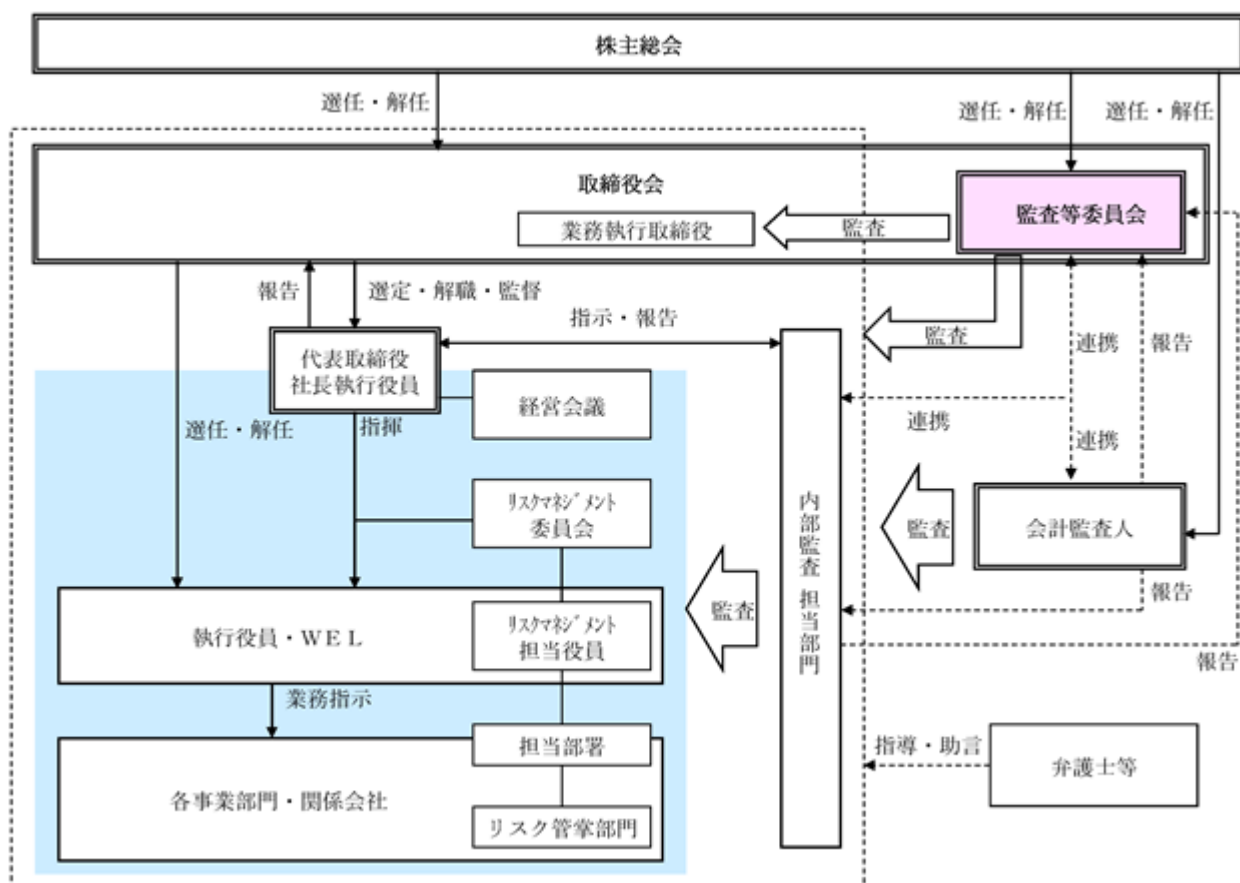 株主総会
選任・解任
選任・解任
選任・解任
取締役会
監査等委員会
業務執行取締役
監査
報告
選定・解職・監督
指示・報告
監査
連携
報告
代表取締役
社長執行役員
経営会議
選任・解任
指揮
連携
連携
リスクマネジメント
委員会
内部監査 担当部門
監査
会計監査人
監査
報告
執行役員・WEL
リスクマネジメント
担当役員
報告
業務指示
担当部署
指導・助言
弁護士等
各事業部門・関係会社
リスク管掌部門